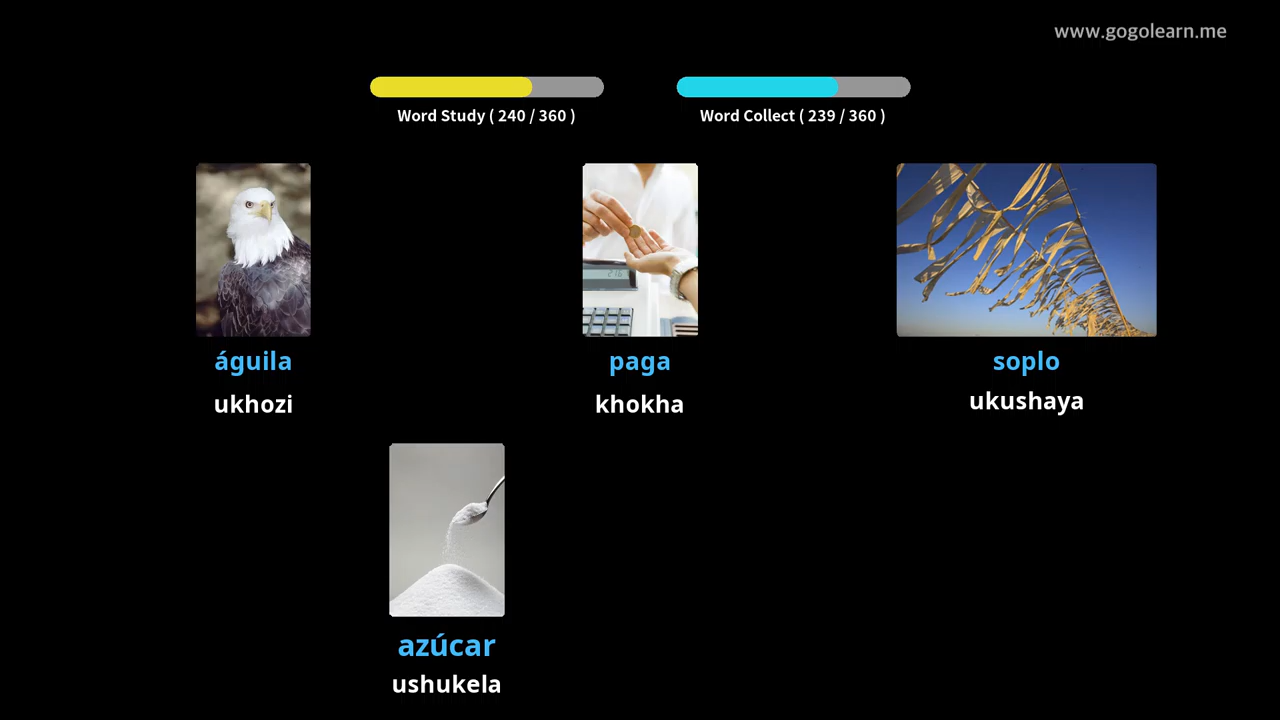 www.gogolearn.me
Word Study ( 240 / 360 )
Word Collect ( 239 / 360 )
águila
ukhozi
paga
khokha
soplo
ukushaya
azúcar
ushukela